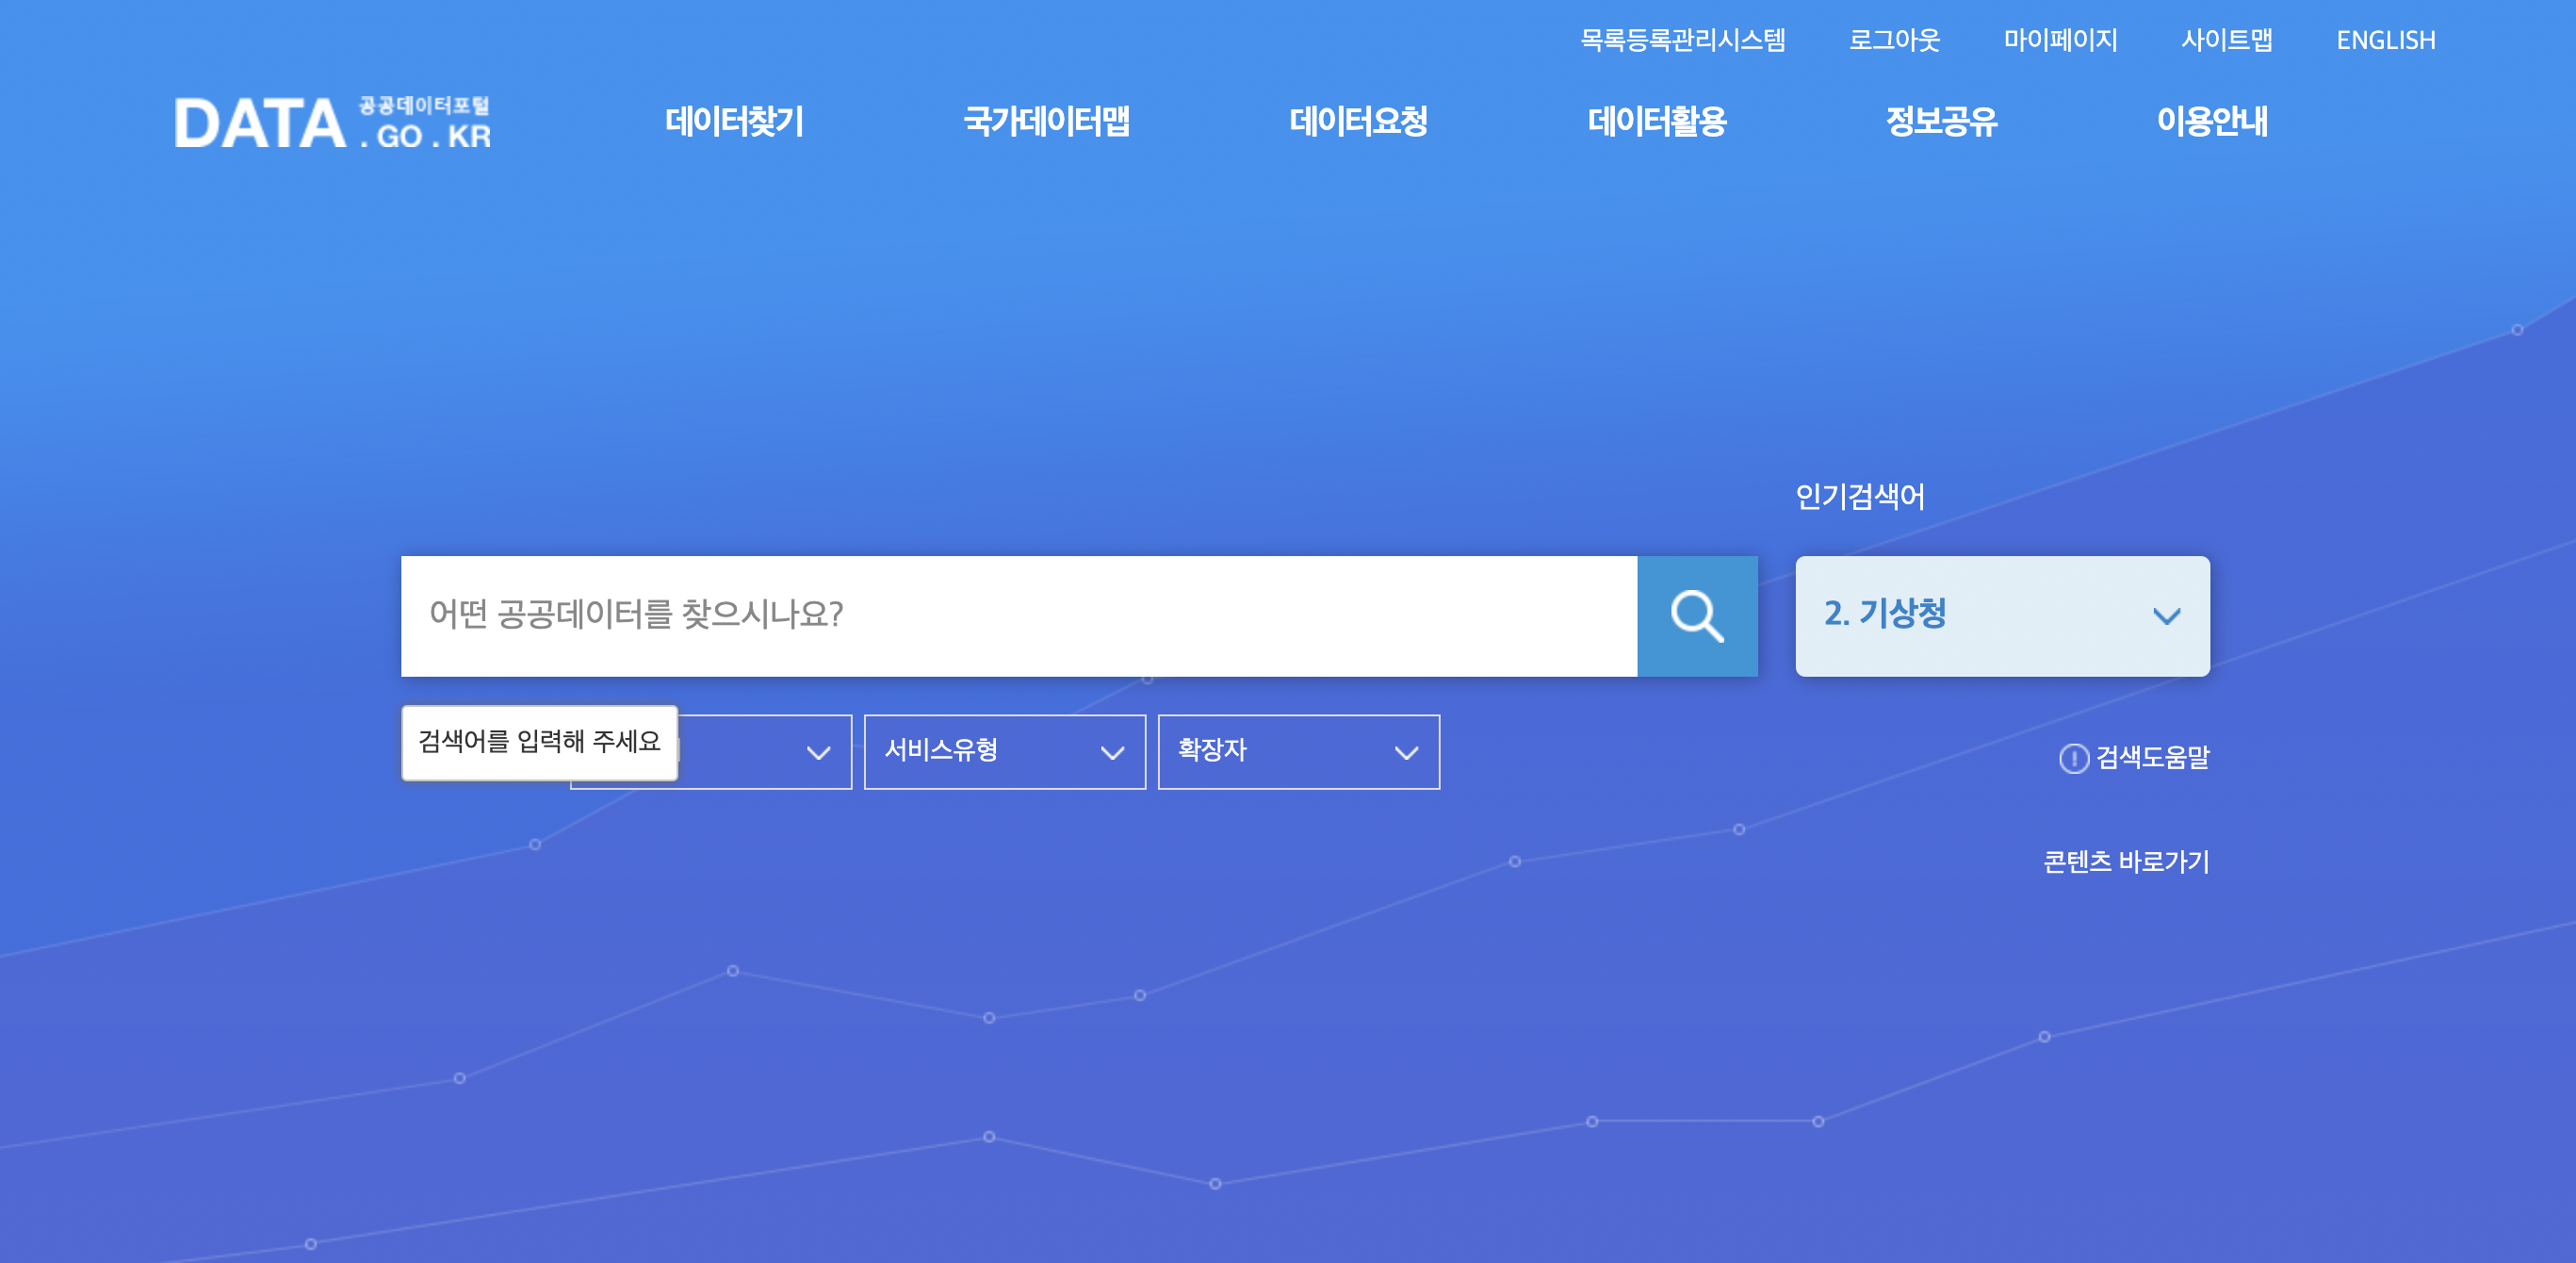 목록등록관리시스템 로그아웃 마이페이지 사이트맵 ENGLISH
DATA 공공데이터포털 . GO . KR
데이터찾기 국가데이터맵 데이터요청 데이터활용 정보공유 이용안내
인기검색어
어떤 공공데이터를 찾으시나요?
2. 기상청
검색어를 입력해 주세요
서비스유형
확장자
검색도움말
콘텐츠 바로가기